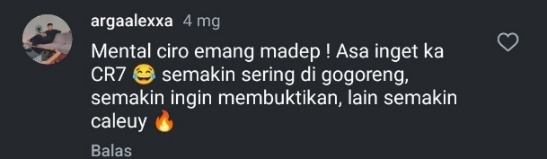 argaalexxa 4 mg
Mental ciro emang madep ! Asa inget ka
CR7 😂 semakin sering di gogoreng,
semakin ingin membuktikan, lain semakin
caleuy 🔥
Balas